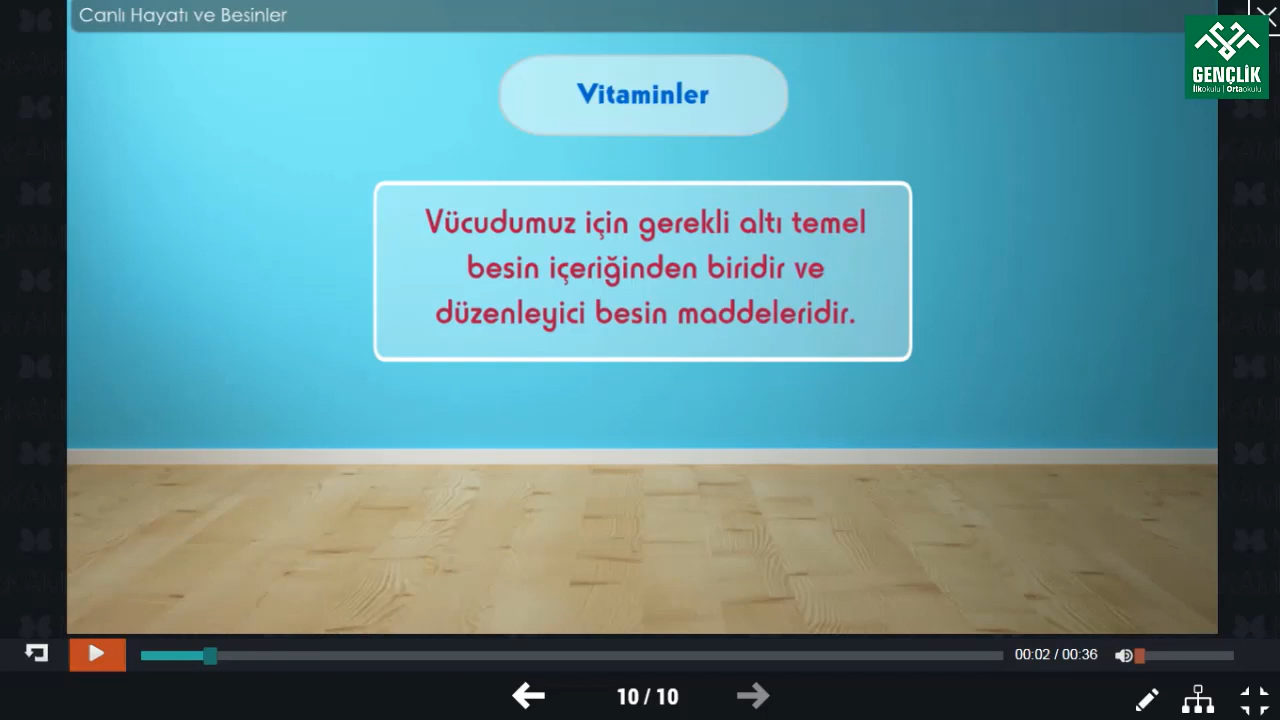 Canlı Hayatı ve Besinler
GENÇLİK
İlkokulu | Ortaokulu
Vitaminler
Vücudumuz için gerekli altı temel
besin içeriğinden biridir ve
düzenleyici besin maddeleridir.
00:02 / 00:36
10 / 10